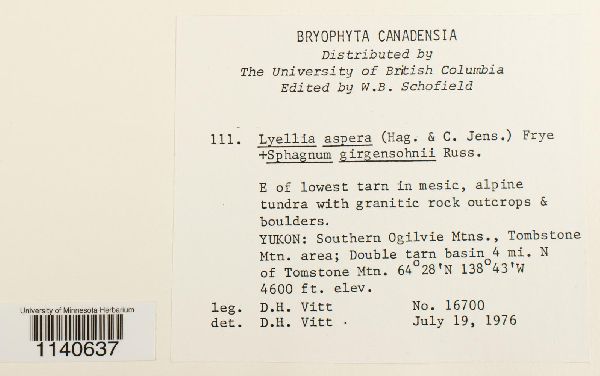 BRYOPHYTA CANADENSIA
Distributed by
The University of British Columbia
Edited by W.B. Schofield
111. Lyellia aspera (Hag. & C. Jens.) Frye
+Sphagnum girgensohnii Russ.
E of lowest tarn in mesic, alpine
tundra with granitic rock outcrops &
boulders.
YUKON: Southern Ogilvie Mtns., Tombstone
Mtn. area; Double tarn basin 4 mi. N
of Tomstone Mtn. 64°28'N 138°43'W
4600 ft. elev.
leg. D.H. Vitt No. 16700
det. D.H. Vitt . July 19, 1976
University of Minnesota Herbarium
1140637